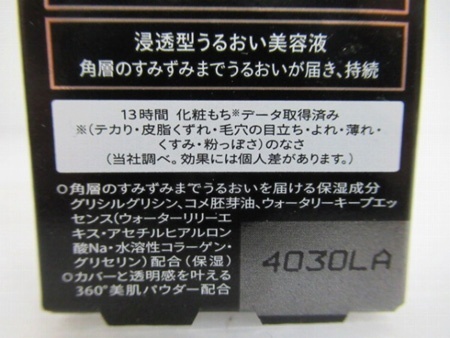 浸透型うるおい美容液
角層のすみずみまでうるおいが届き、持続
13時間 化粧もち※データ取得済み
※(テカり・皮脂くずれ・毛穴の目立ち・よれ・薄れ・
くすみ・粉っぽさ)のなさ
(当社調べ。効果には個人差があります。)
○角層のすみずみまでうるおいを届ける保湿成分
グリシルグリシン、コメ胚芽油、ウォータリーキープエッ
センス(ウォーターリリーエ
キス・アセチルヒアルロン
酸Na・水溶性コラーゲン・
グリセリン)配合(保湿)
○カバーと透明感を叶える
360°美肌パウダー配合
4030LA